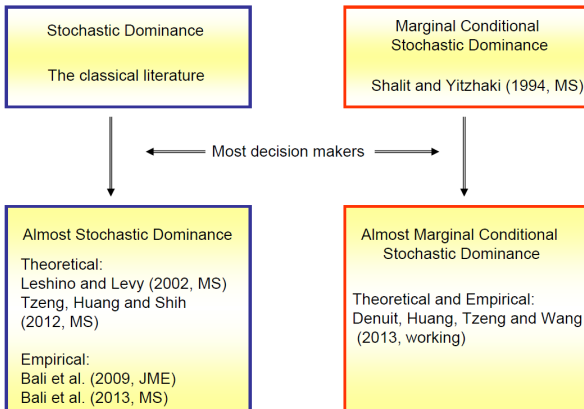 Stochastic Dominance
The classical literature
Marginal Conditional
Stochastic Dominance
Shalit and Yitzhaki (1994, MS)
Most decision makers
Almost Stochastic Dominance
Theoretical:
Leshino and Levy (2002, MS)
Tzeng, Huang and Shih
(2012, MS)
Empirical:
Bali et al. (2009, JME)
Bali et al. (2013, MS)
Almost Marginal Conditional
Stochastic Dominance
Theoretical and Empirical:
Denuit, Huang, Tzeng and Wang
(2013, working)